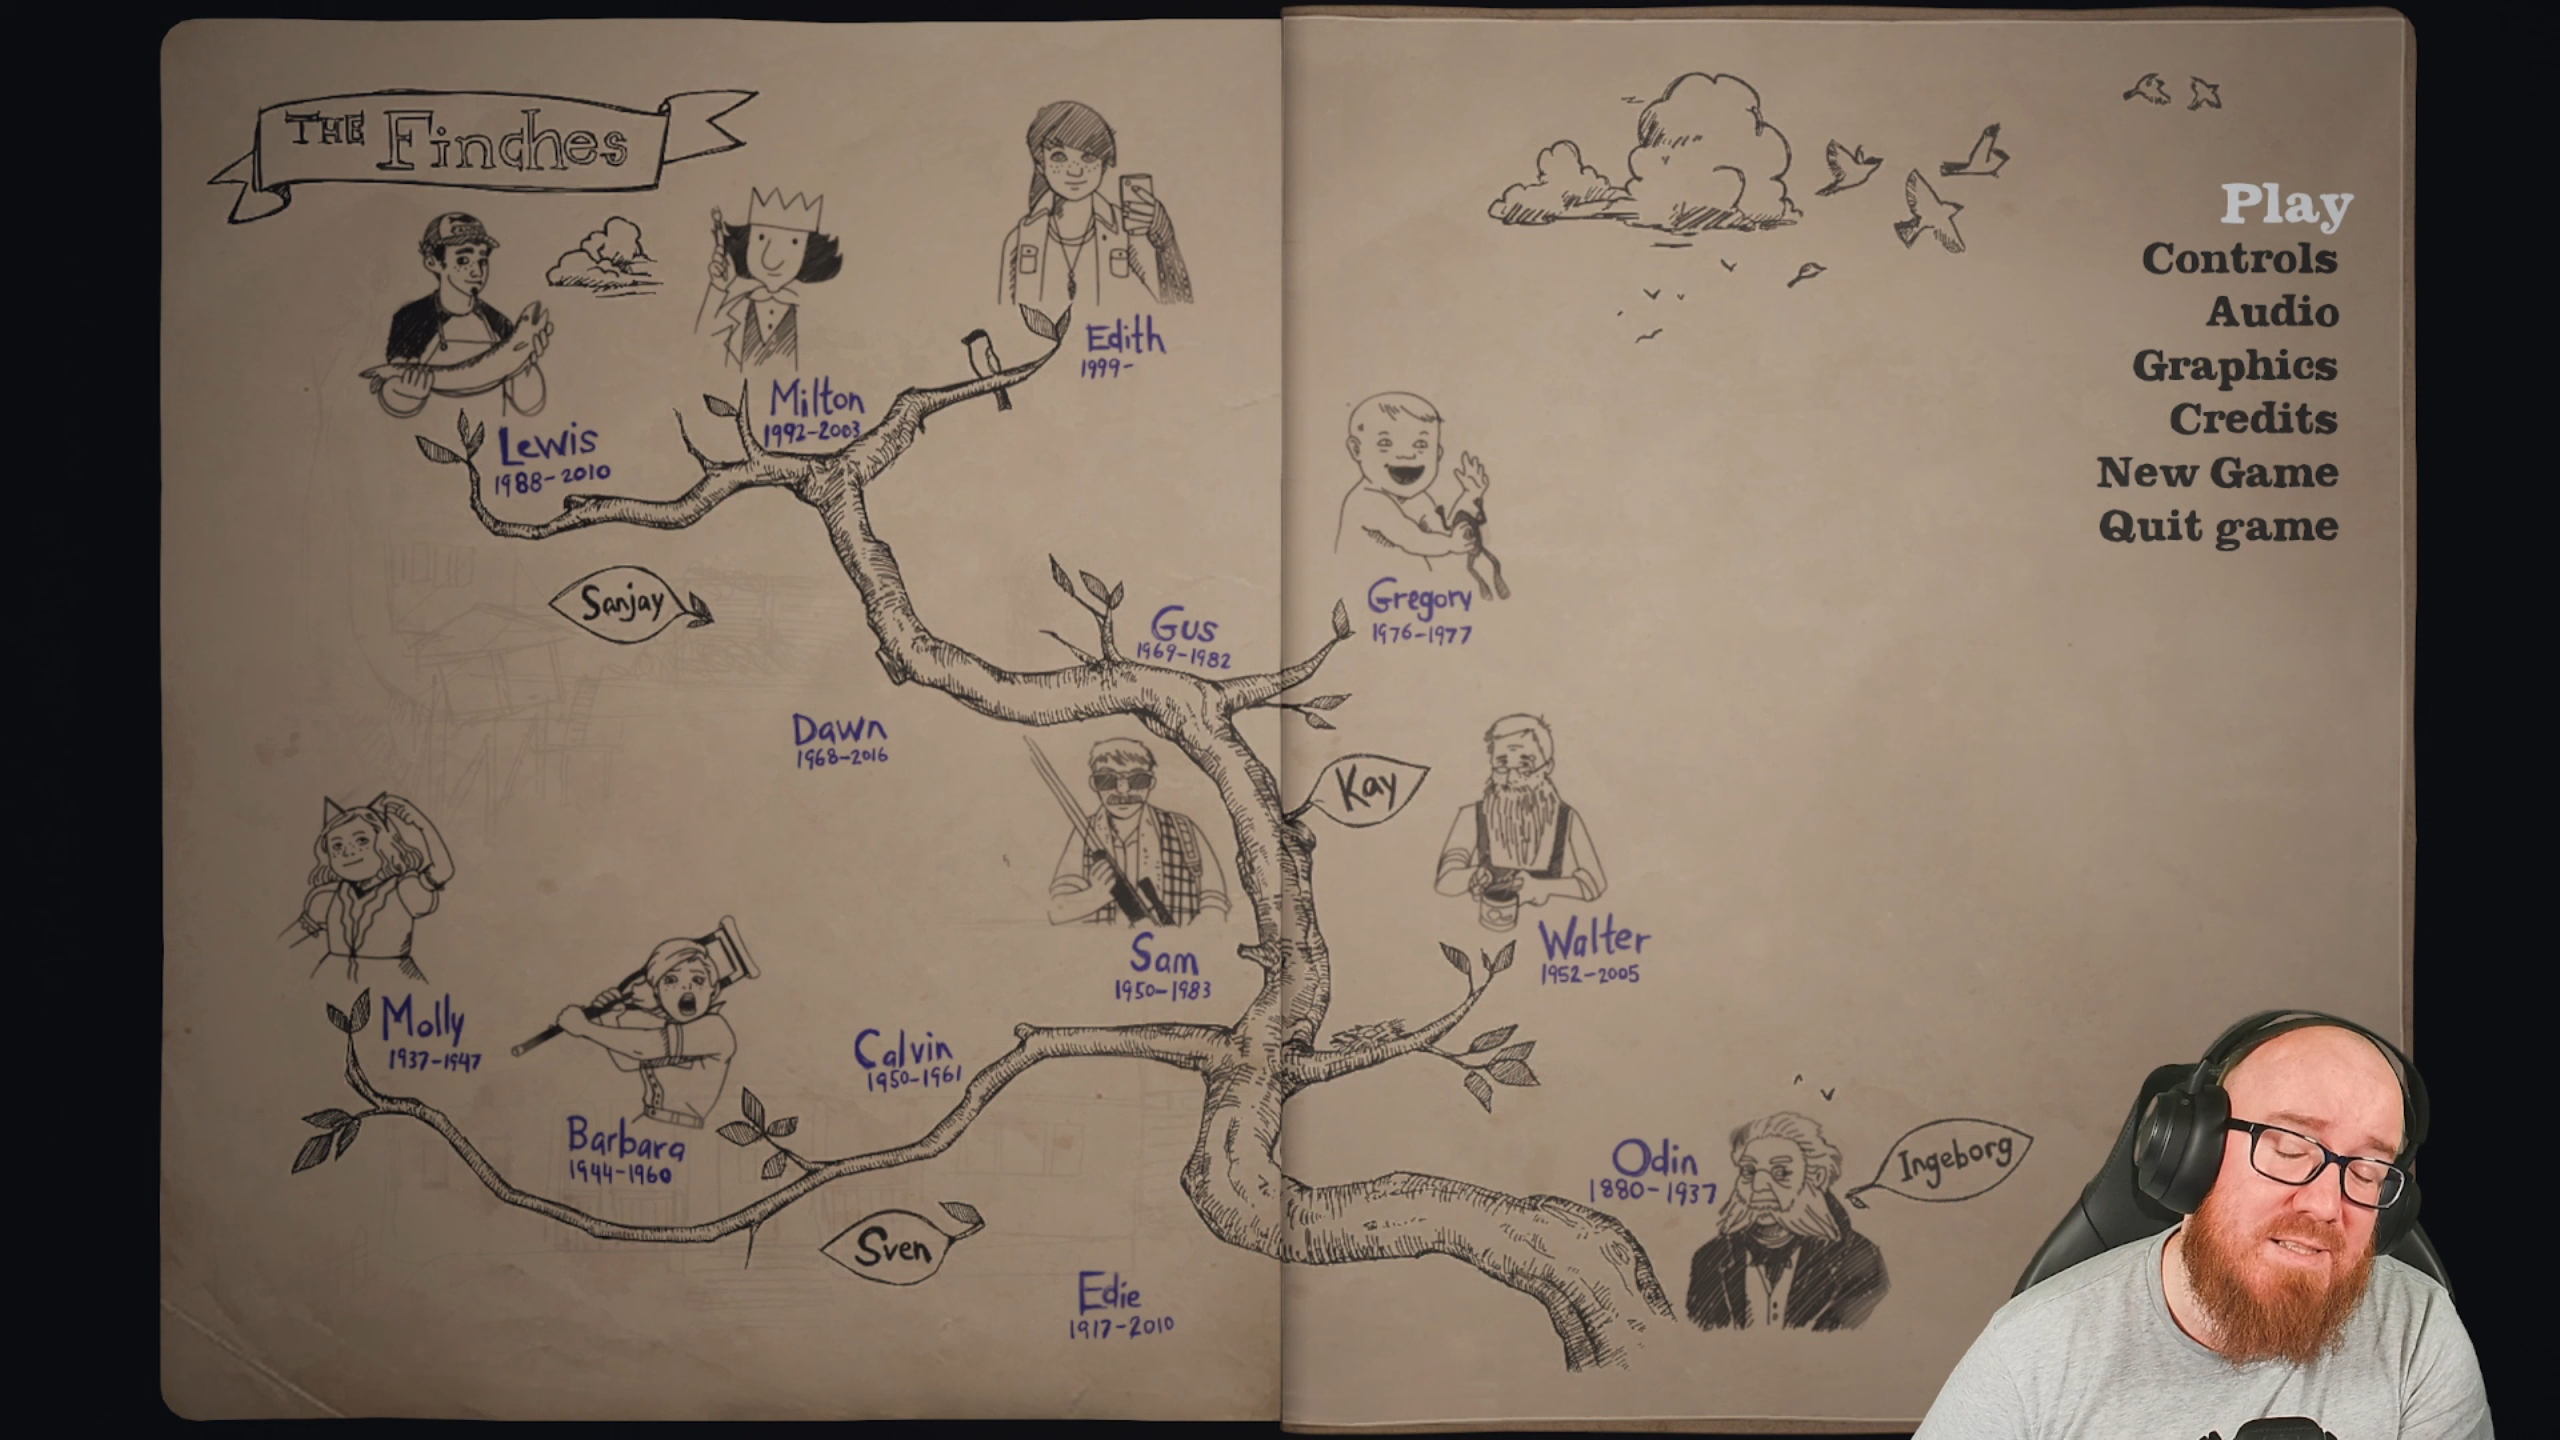 THE Finches
Edith
1999-
Milton
1992-2003
Lewis
1988-2010
Sanjay
Gus
1969-1982
Gregory
1976-1977
Dawn
1968-2016
Kay
Sam
1950-1983
Walter
1952-2005
Molly
1937-1947
Barbara
1944-1960
Calvin
1950-1961
Sven
Edie
1917-2010
Odin
1880-1937
Ingeborg
Play
Controls
Audio
Graphics
Credits
New Game
Quit game